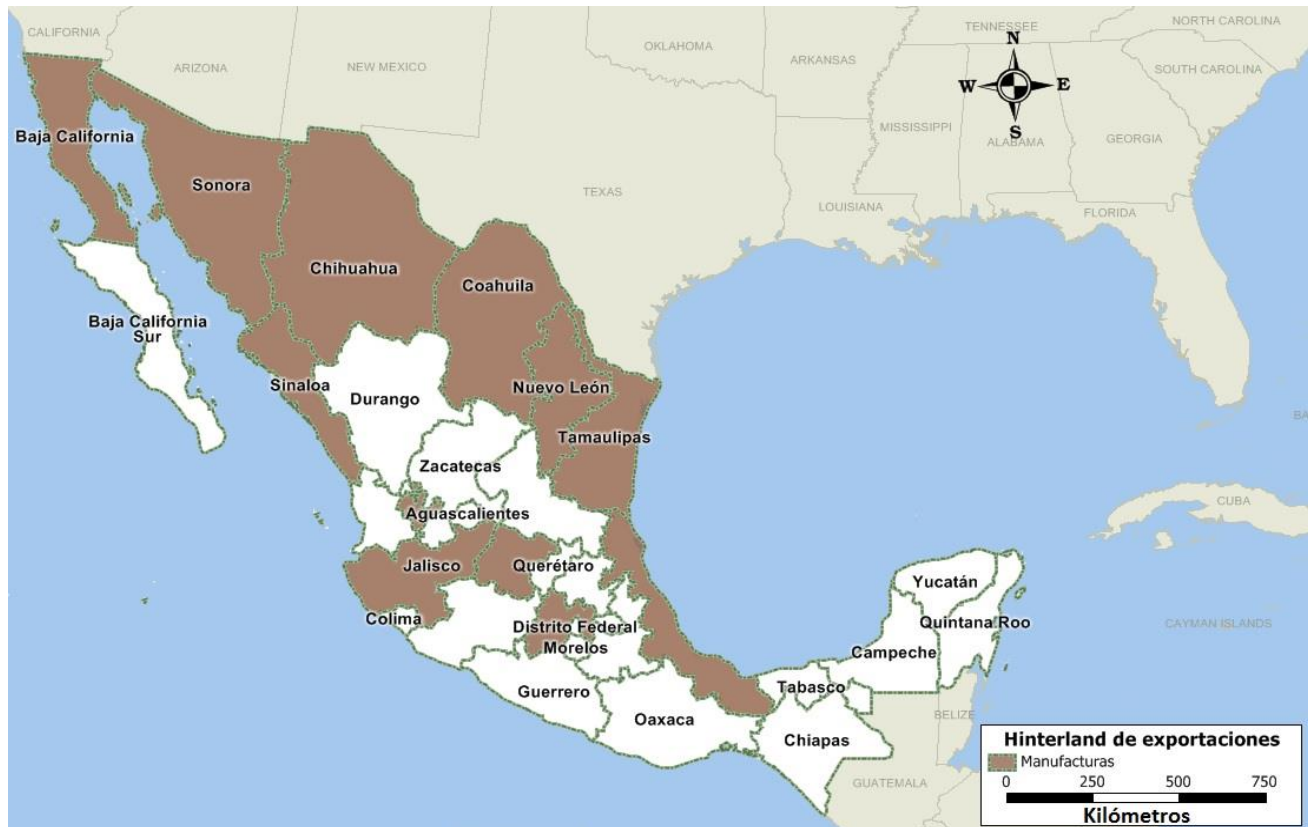 CALIFORNIA
ARIZONA
NEW MEXICO
OKLAHOMA
ARKANSAS
TENNESSEE
NORTH CAROLINA
SOUTH CAROLINA
MISSISSIPPI
ALABAMA
GEORGIA
TEXAS
LOUISIANA
FLORIDA
N
W
E
S
Baja California
Sonora
Chihuahua
Coahuila
Baja California
Sur
Sinaloa
Durango
Nuevo León
Tamaulipas
Zacatecas
Aguascalientes
Jalisco
Querétaro
Colima
Distrito Federal
Morelos
Guerrero
Oaxaca
Tabasco
Chiapas
Campeche
Yucatán
Quintana Roo
BA
CUBA
CAYMAN ISLANDS
BELIZE
GUATEMALA
Hinterland de exportaciones
Manufacturas
0 250 500 750
Kilómetros